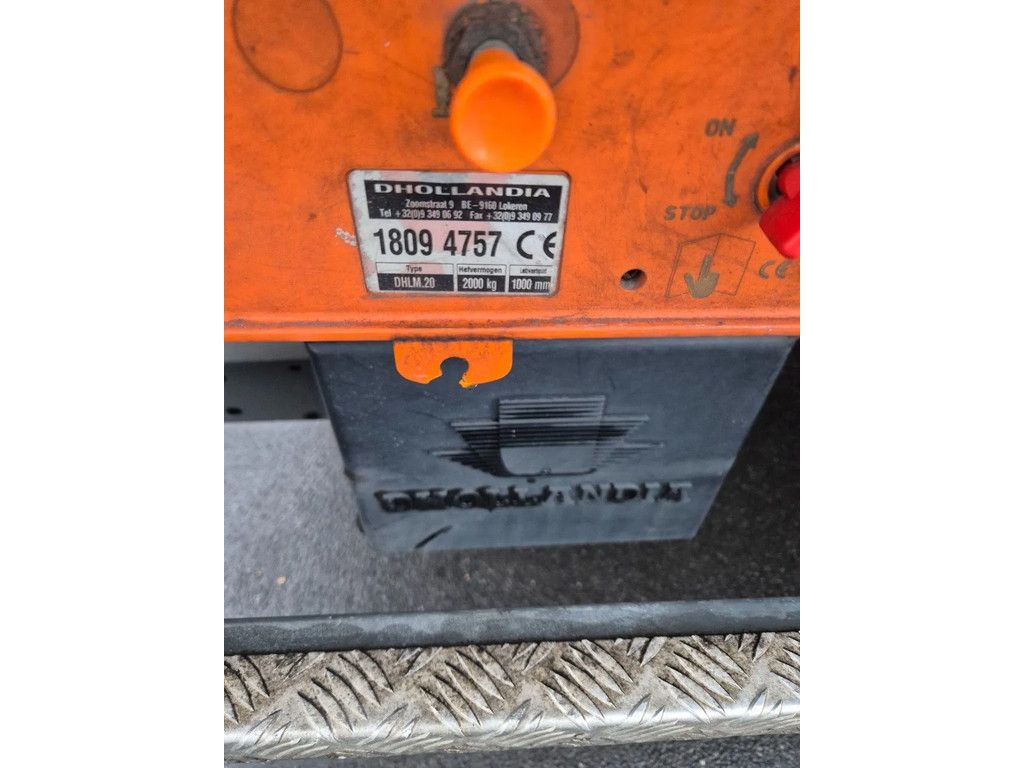 ON
STOP
CE
DHOLLANDIA
Zoomstraat 9 BE-9160 Lokeren
Tel +32(0)9 349 06 92 Fax +32(0)9 349 09 77
1809 4757 CE
Type Hefvermogen
DHLM.20 2000 kg 1000 mm
DHOLLANDIA